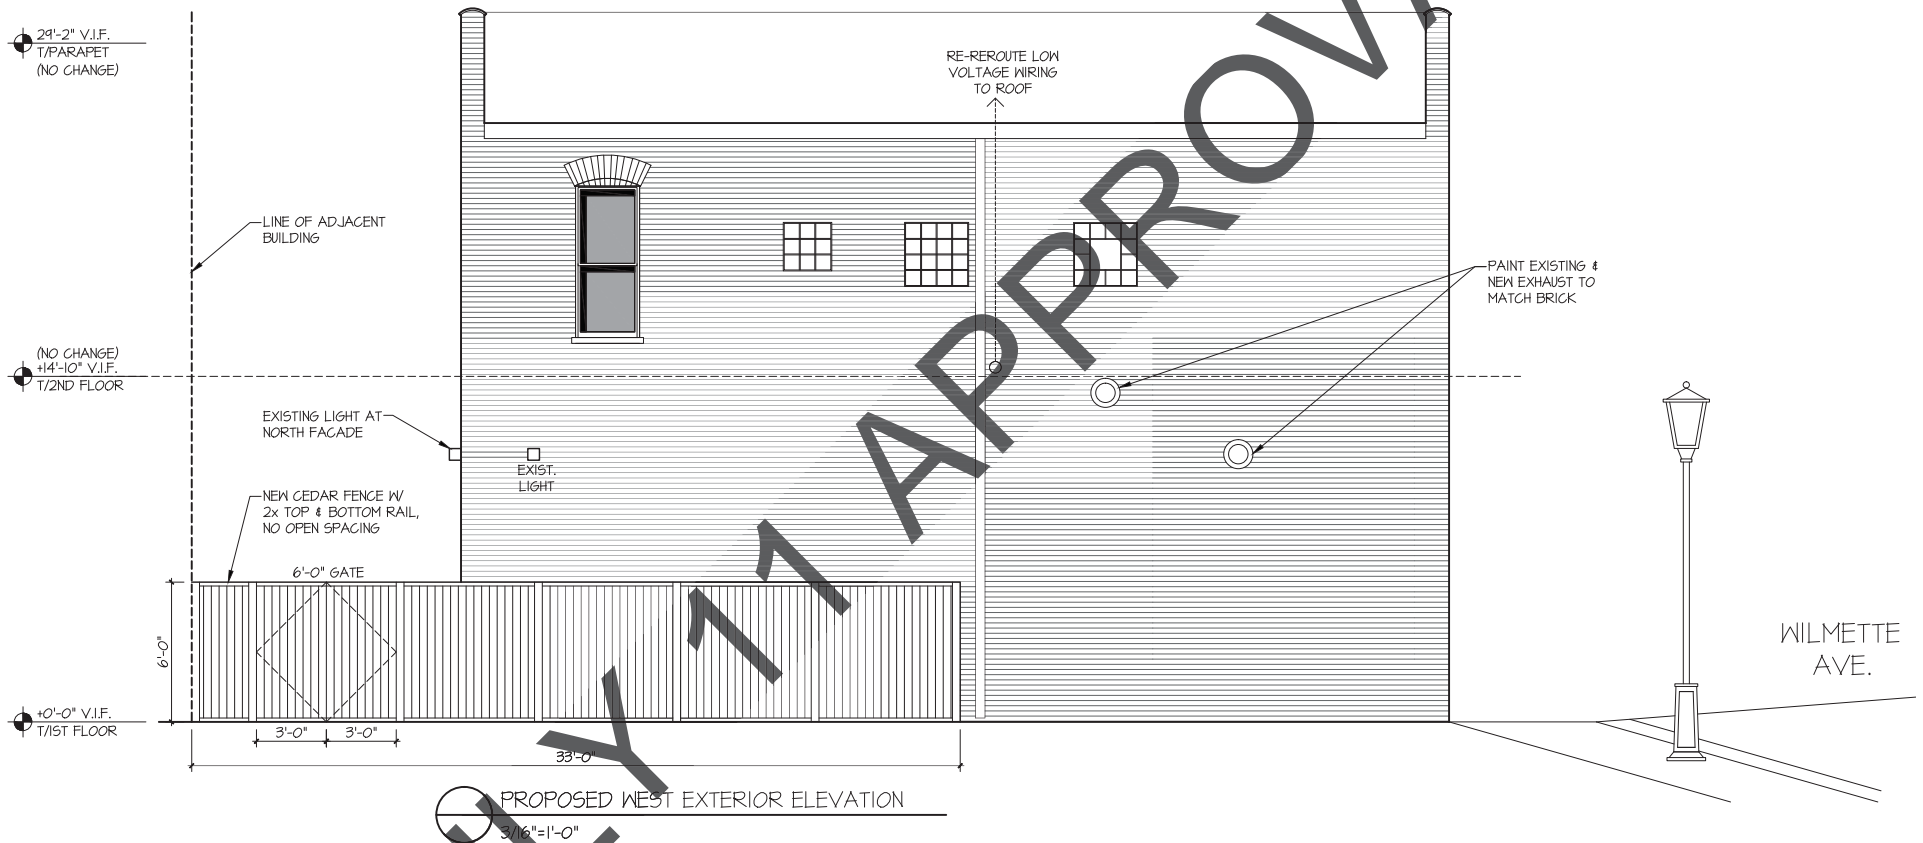 29'-2" V.I.F.
T/PARAPET
(NO CHANGE)
RE-REROUTE LOW
VOLTAGE WIRING
TO ROOF
LINE OF ADJACENT
BUILDING
PAINT EXISTING &
NEW EXHAUST TO
MATCH BRICK
(NO CHANGE)
+14'-10" V.I.F.
T/2ND FLOOR
EXISTING LIGHT AT
NORTH FACADE
EXIST.
LIGHT
NEW CEDAR FENCE W/
2x TOP & BOTTOM RAIL,
NO OPEN SPACING
6'-0" GATE
6'-0"
WILMETTE
AVE.
+0'-0" V.I.F.
T/1ST FLOOR
3'-0"
3'-0"
33'-0"
PROPOSED WEST EXTERIOR ELEVATION
3/16"=1'-0"
Y 11 APPROV